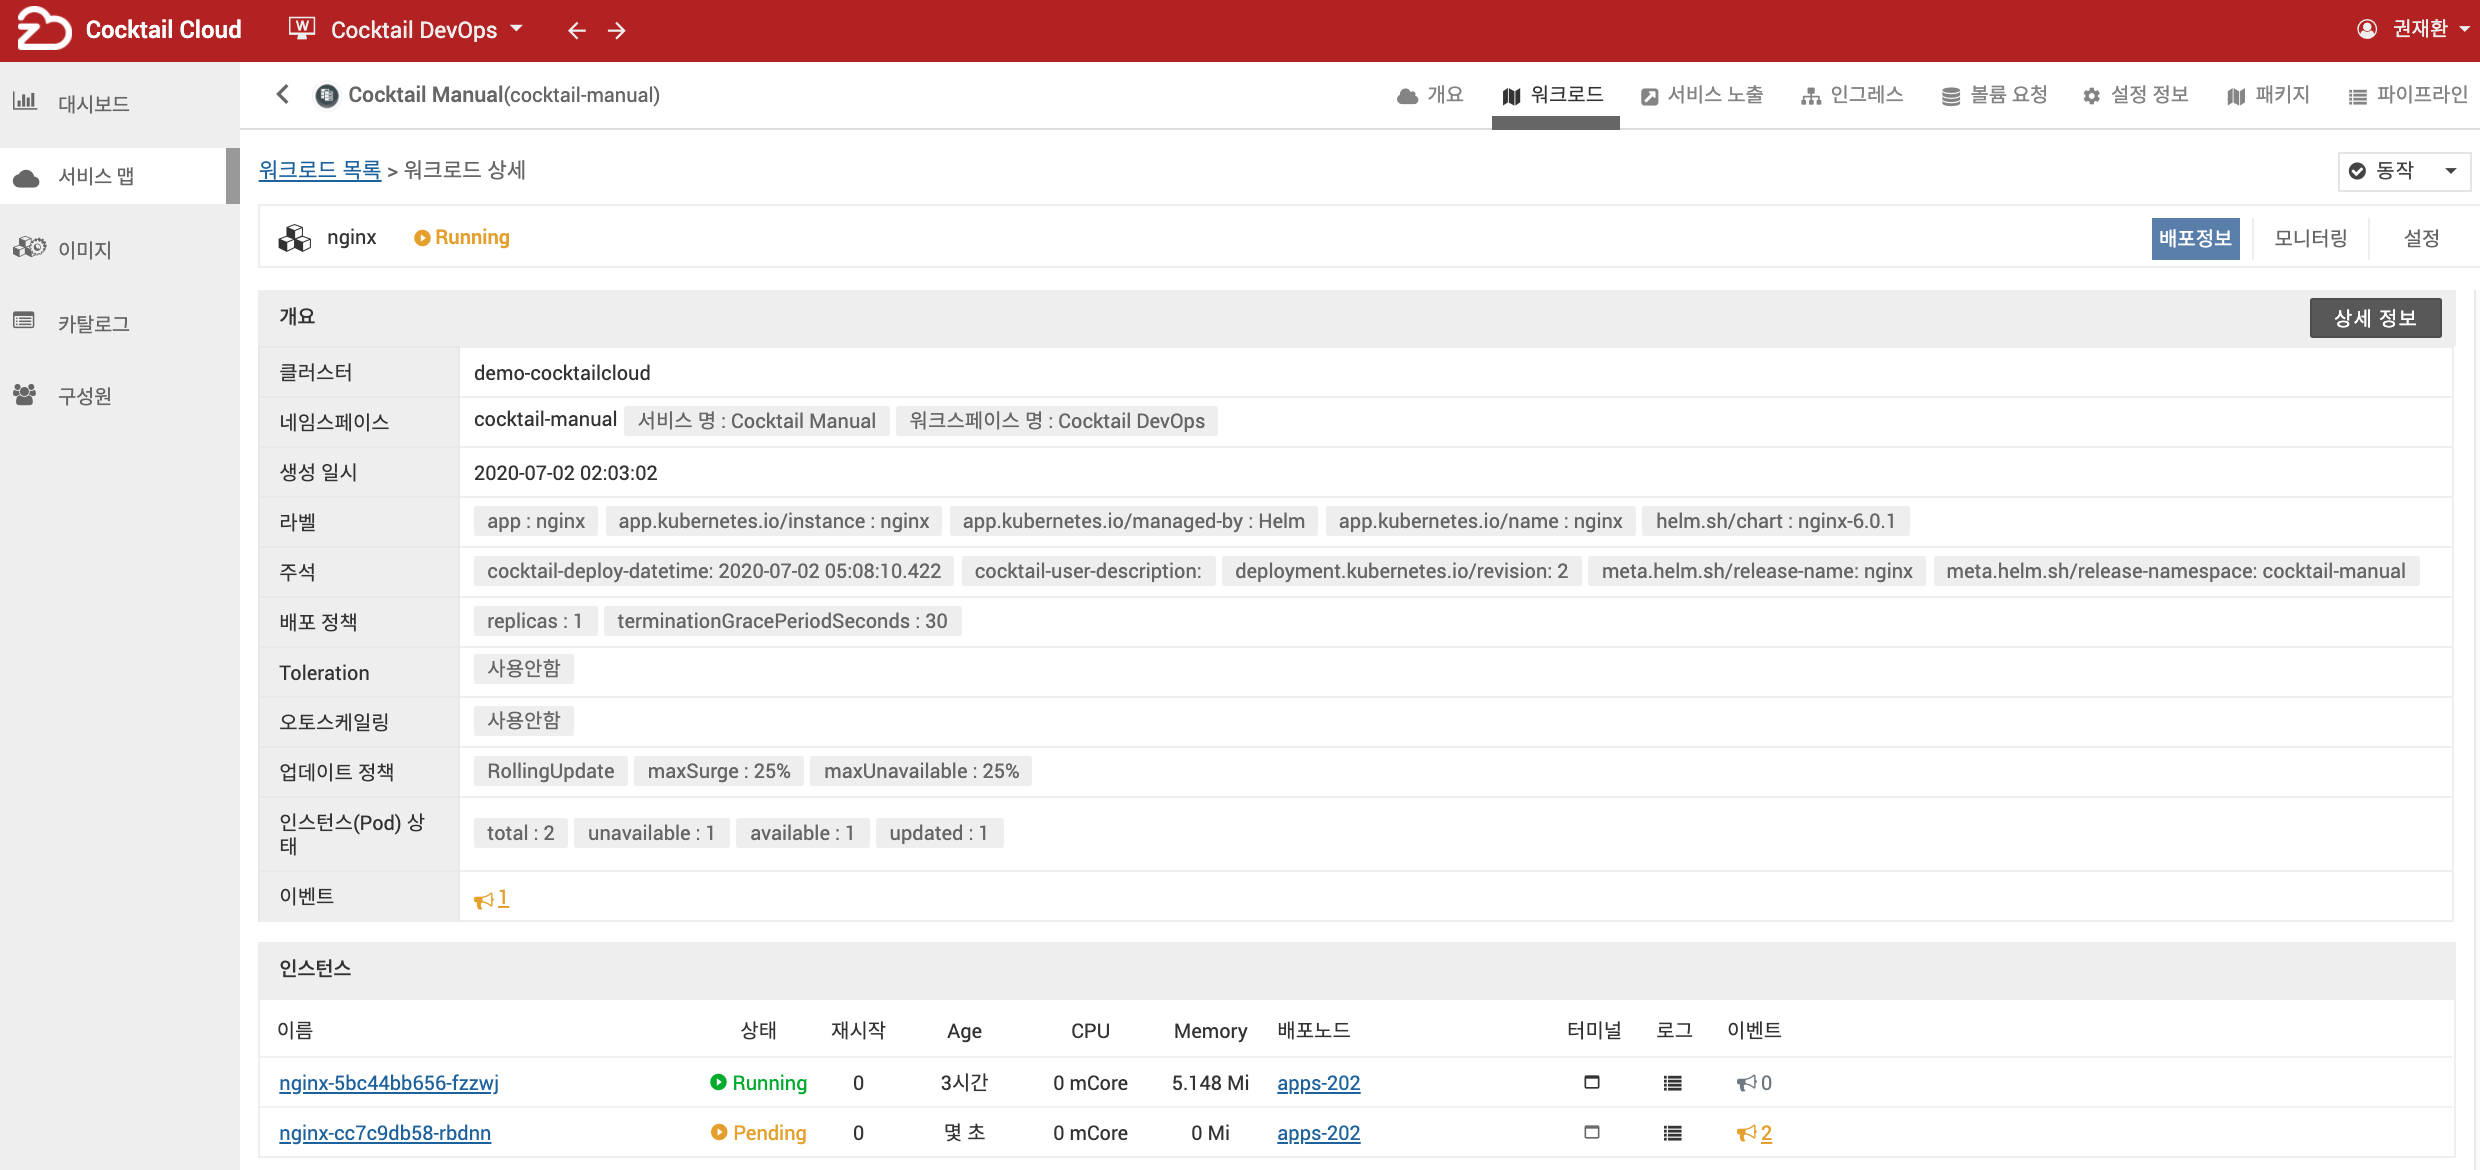 Cocktail Cloud W Cocktail DevOps 권재환
대시보드
서비스 맵
이미지
카탈로그
구성원
Cocktail Manual(cocktail-manual) 개요 워크로드 서비스 노출 인그레스 볼륨 요청 설정 정보 패키지 파이프라인
워크로드 목록 > 워크로드 상세 동작
nginx Running 배포정보 모니터링 설정
개요 상세 정보
클러스터 demo-cocktailcloud
네임스페이스 cocktail-manual 서비스 명 : Cocktail Manual 워크스페이스 명 : Cocktail DevOps
생성 일시 2020-07-02 02:03:02
라벨 app : nginx app.kubernetes.io/instance : nginx app.kubernetes.io/managed-by : Helm app.kubernetes.io/name : nginx helm.sh/chart : nginx-6.0.1
주석 cocktail-deploy-datetime: 2020-07-02 05:08:10.422 cocktail-user-description: deployment.kubernetes.io/revision: 2 meta.helm.sh/release-name: nginx meta.helm.sh/release-namespace: cocktail-manual
배포 정책 replicas : 1 terminationGracePeriodSeconds : 30
Toleration 사용안함
오토스케일링 사용안함
업데이트 정책 RollingUpdate maxSurge : 25% maxUnavailable : 25%
인스턴스(Pod) 상
태 total : 2 unavailable : 1 available : 1 updated : 1
이벤트 1
인스턴스
이름 상태 재시작 Age CPU Memory 배포노드 터미널 로그 이벤트
nginx-5bc44bb656-fzzwj Running 0 3시간 0 mCore 5.148 Mi apps-202 0
nginx-cc7c9db58-rbdnn Pending 0 몇 초 0 mCore 0 Mi apps-202 2